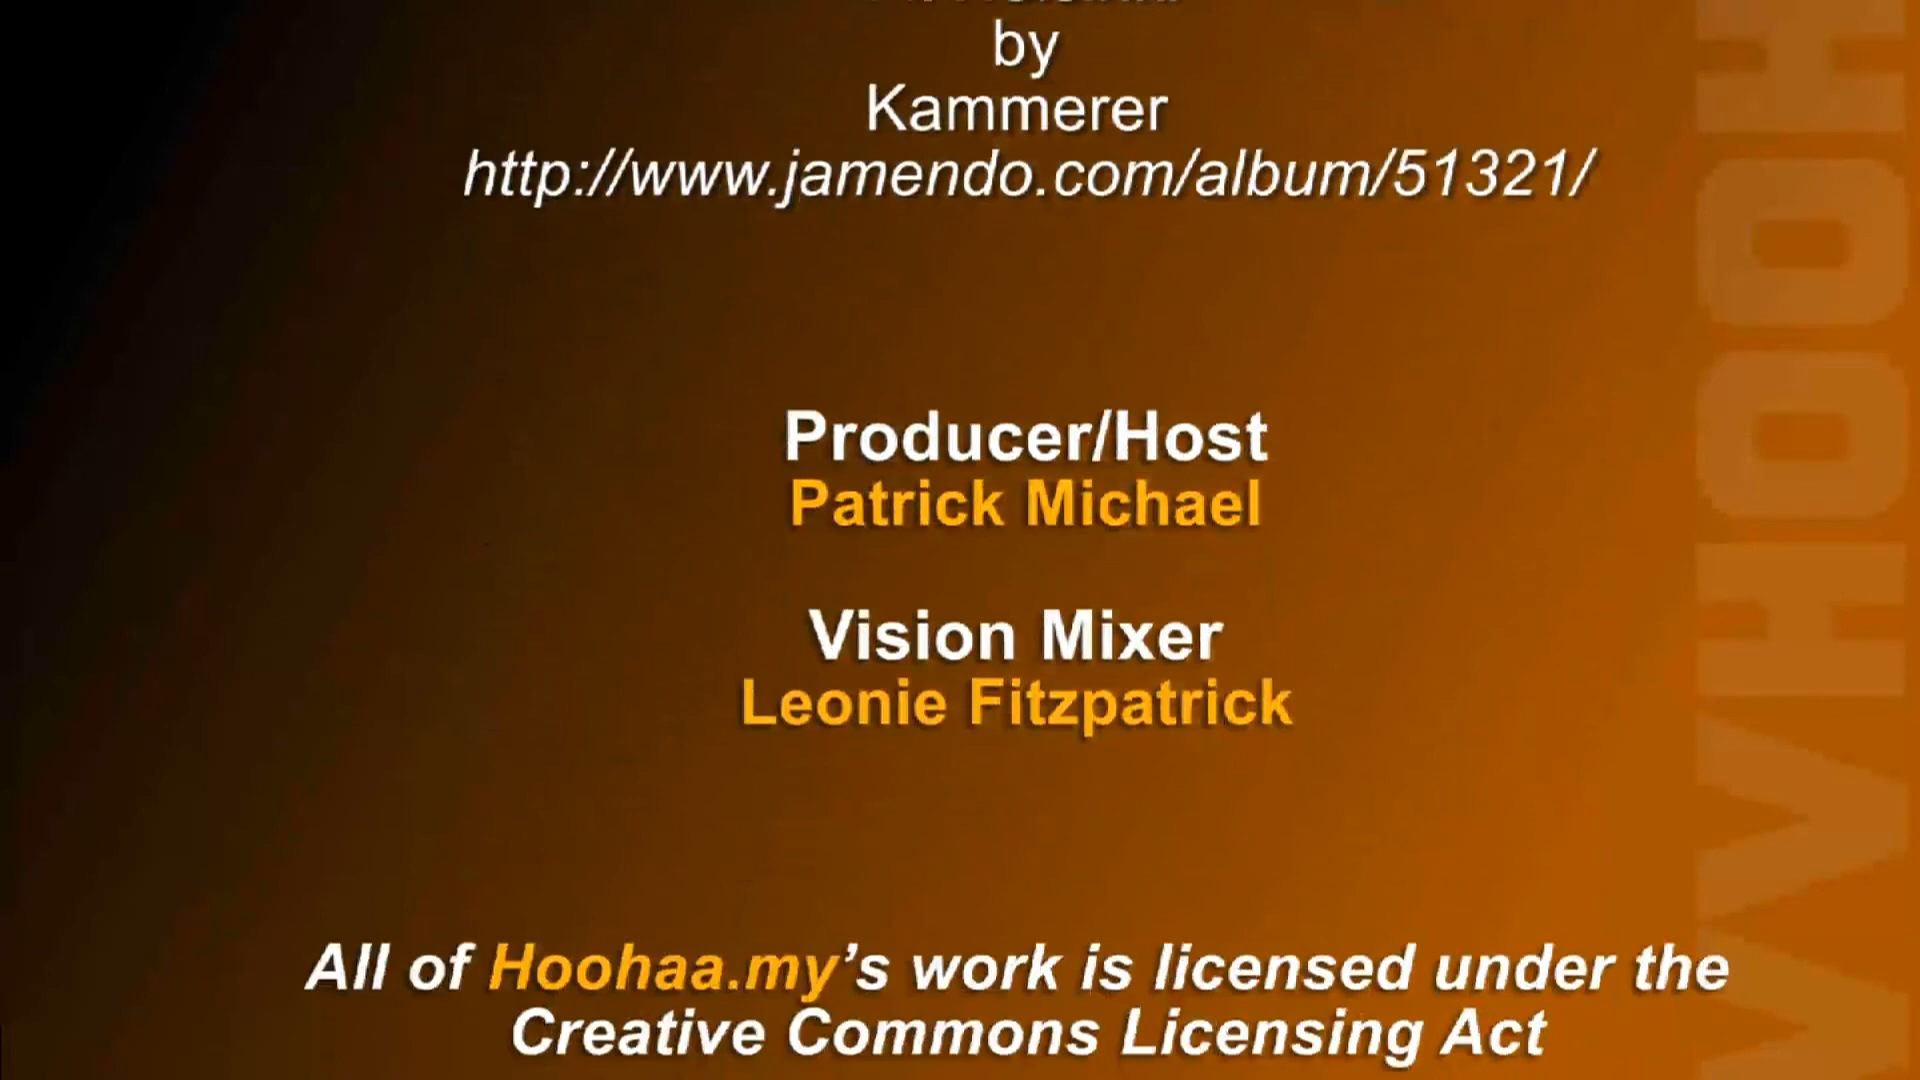 by
Kammerer
http://www.jamendo.com/album/51321/
Producer/Host
Patrick Michael
Vision Mixer
Leonie Fitzpatrick
All of Hoohaa.my’s work is licensed under the
Creative Commons Licensing Act